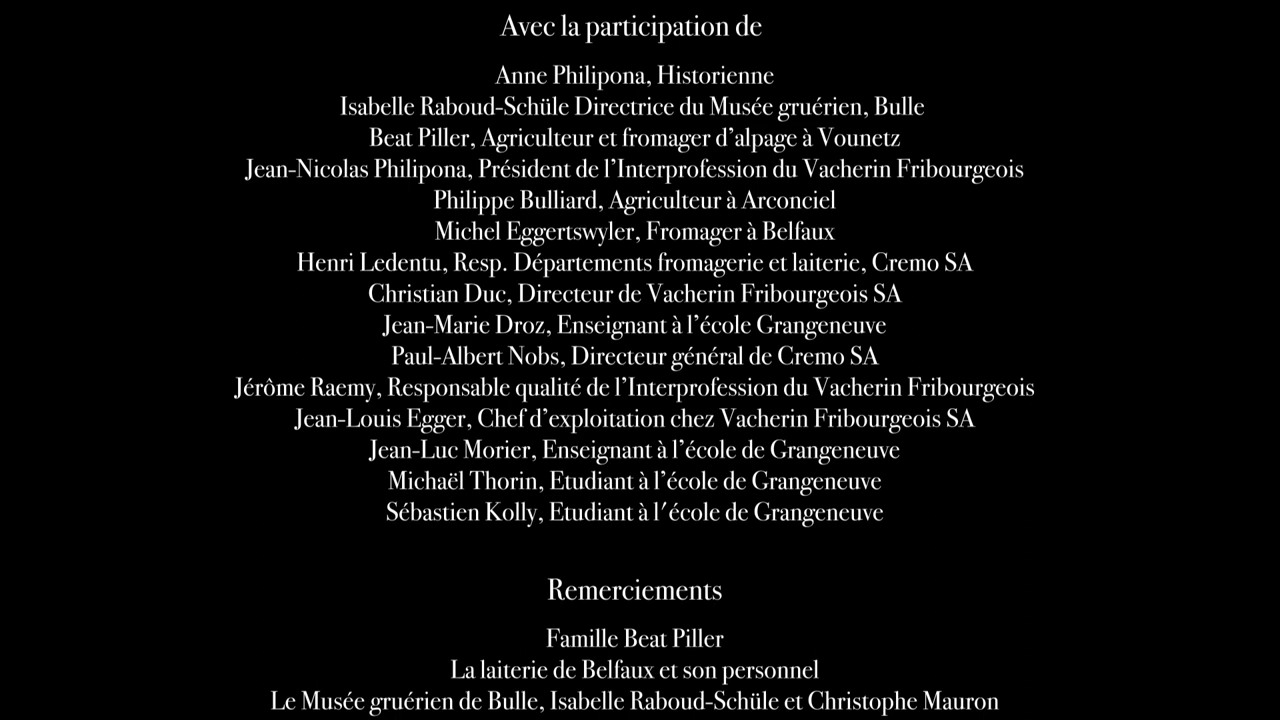 Avec la participation de
Anne Philipona, Historienne
Isabelle Raboud-Schüle Directrice du Musée gruérien, Bulle
Beat Piller, Agriculteur et fromager d’alpage à Vounetz
Jean-Nicolas Philipona, Président de l’Interprofession du Vacherin Fribourgeois
Philippe Bulliard, Agriculteur à Arconciel
Michel Eggertswyler, Fromager à Belfaux
Henri Ledentu, Resp. Départements fromagerie et laiterie, Cremo SA
Christian Duc, Directeur de Vacherin Fribourgeois SA
Jean-Marie Droz, Enseignant à l’école Grangeneuve
Paul-Albert Nobs, Directeur général de Cremo SA
Jérôme Raemy, Responsable qualité de l’Interprofession du Vacherin Fribourgeois
Jean-Louis Egger, Chef d’exploitation chez Vacherin Fribourgeois SA
Jean-Luc Morier, Enseignant à l’école de Grangeneuve
Michaël Thorin, Etudiant à l’école de Grangeneuve
Sébastien Kolly, Etudiant à l'école de Grangeneuve
Remerciements
Famille Beat Piller
La laiterie de Belfaux et son personnel
Le Musée gruérien de Bulle, Isabelle Raboud-Schüle et Christophe Mauron